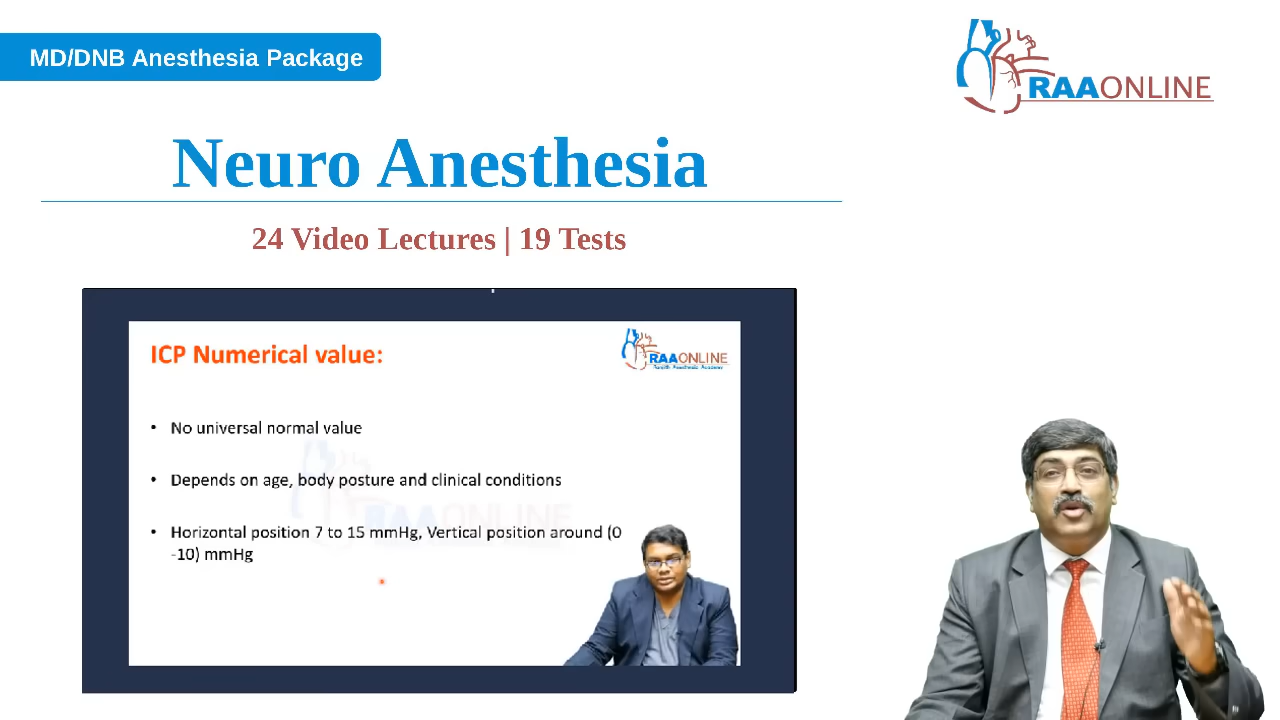 MD/DNB Anesthesia Package
RAAONLINE
Neuro Anesthesia
24 Video Lectures | 19 Tests
ICP Numerical value:
RAAONLINE
• No universal normal value
• Depends on age, body posture and clinical conditions
RAAONLINE
• Horizontal position 7 to 15 mmHg, Vertical position around (0
-10) mmHg